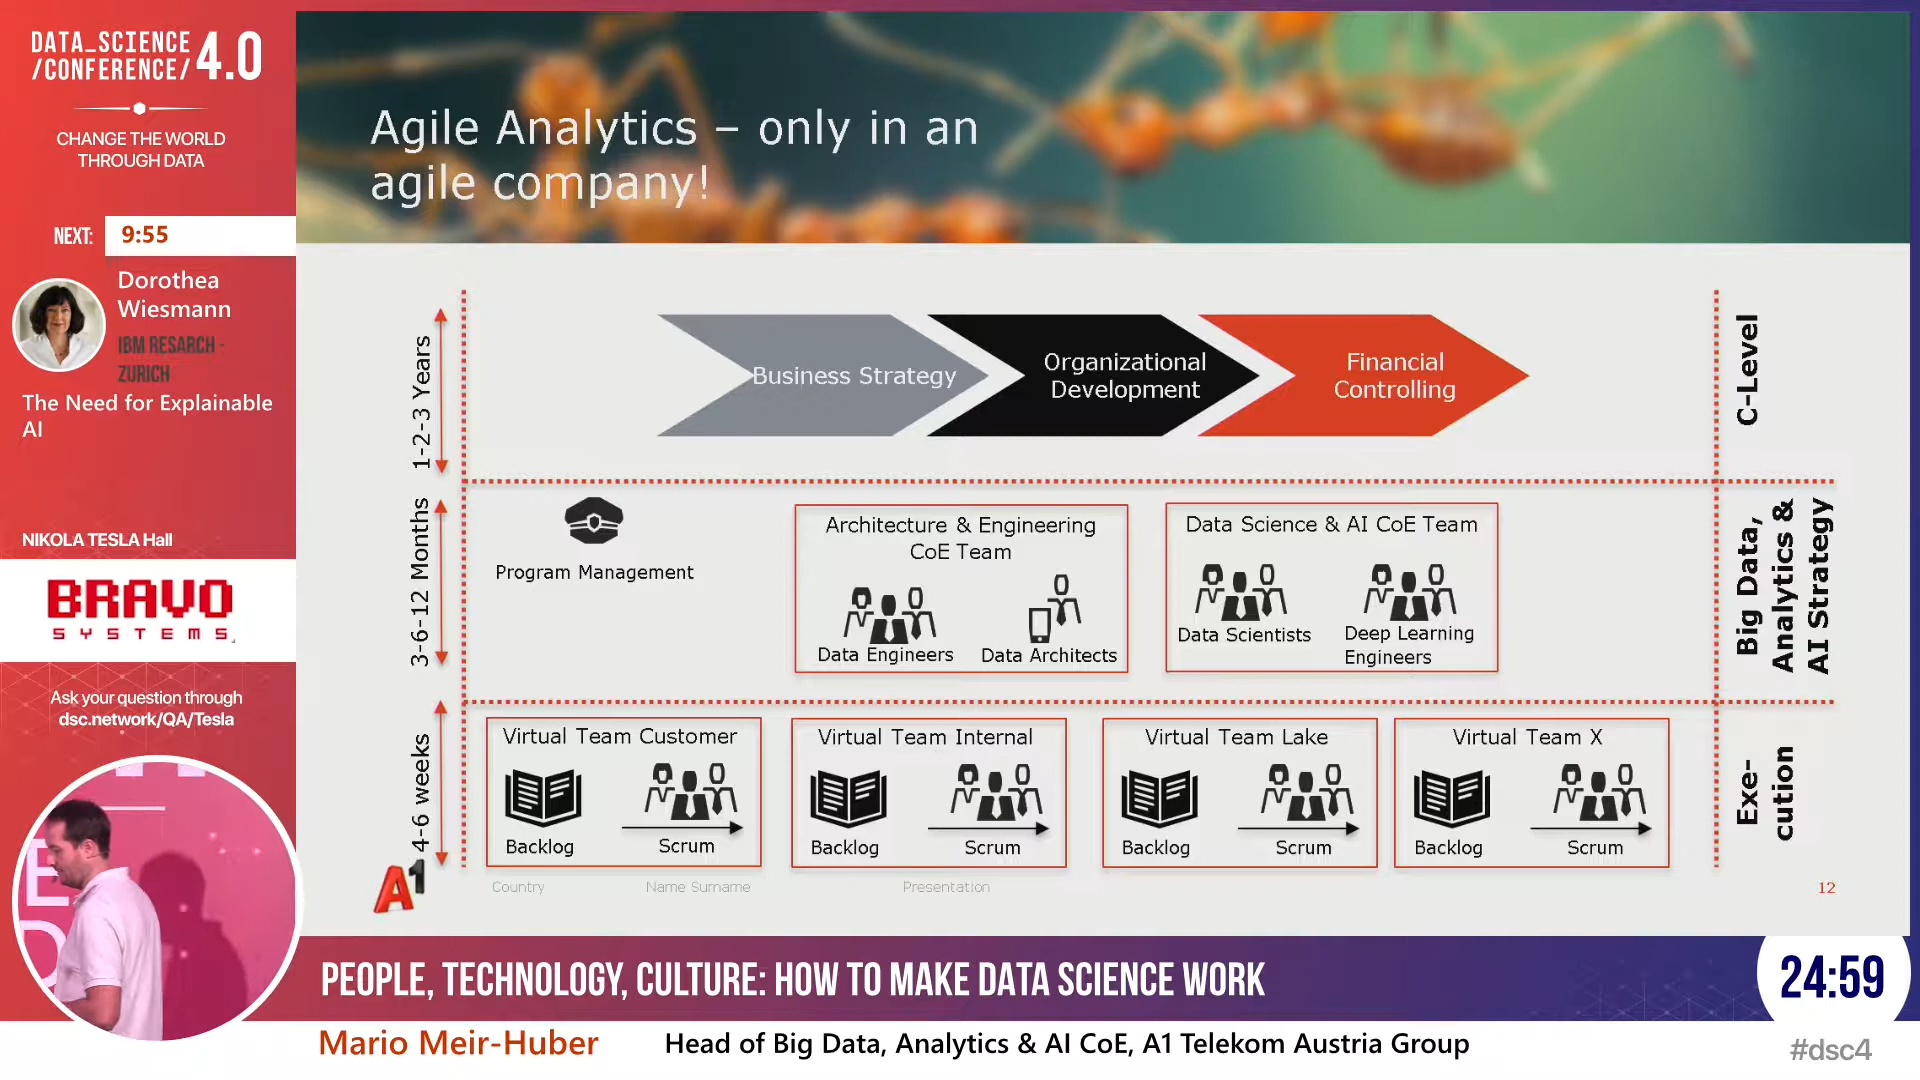 DATA_SCIENCE
/CONFERENCE/ 4.0
CHANGE THE WORLD
THROUGH DATA
NEXT: 9:55
Dorothea
Wiesmann
IBM RESARCH -
ZURICH
The Need for Explainable
AI
NIKOLA TESLA Hall
BRAVO
SYSTEMS
Ask your question through
dsc.network/QA/Tesla
Agile Analytics – only in an
agile company!
1-2-3 Years
Business Strategy
Organizational
Development
Financial
Controlling
C-Level
3-6-12 Months
Program Management
Architecture & Engineering
CoE Team
Data Engineers
Data Architects
Data Science & AI CoE Team
Data Scientists
Deep Learning
Engineers
Big Data,
Analytics &
AI Strategy
4-6 weeks
Virtual Team Customer
Backlog
Scrum
Virtual Team Internal
Backlog
Scrum
Virtual Team Lake
Backlog
Scrum
Virtual Team X
Backlog
Scrum
Exe-
cution
A1
Country
Name Surname
Presentation
12
PEOPLE, TECHNOLOGY, CULTURE: HOW TO MAKE DATA SCIENCE WORK
24:59
Mario Meir-Huber
Head of Big Data, Analytics & AI CoE, A1 Telekom Austria Group
#dsc4